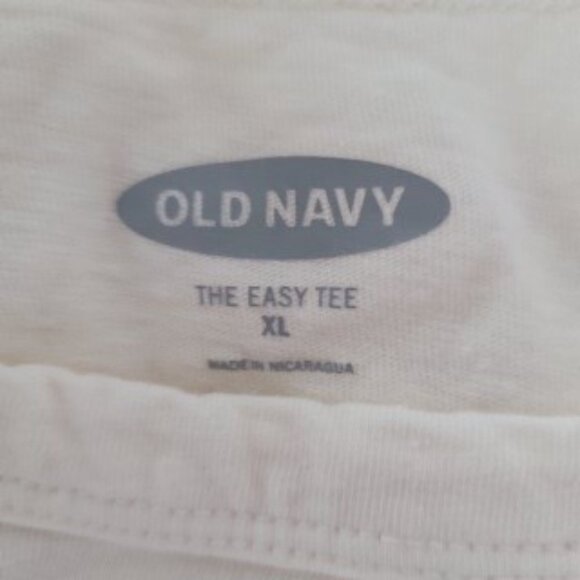 OLD NAVY
THE EASY TEE
XL
MADE IN NICARAGUA